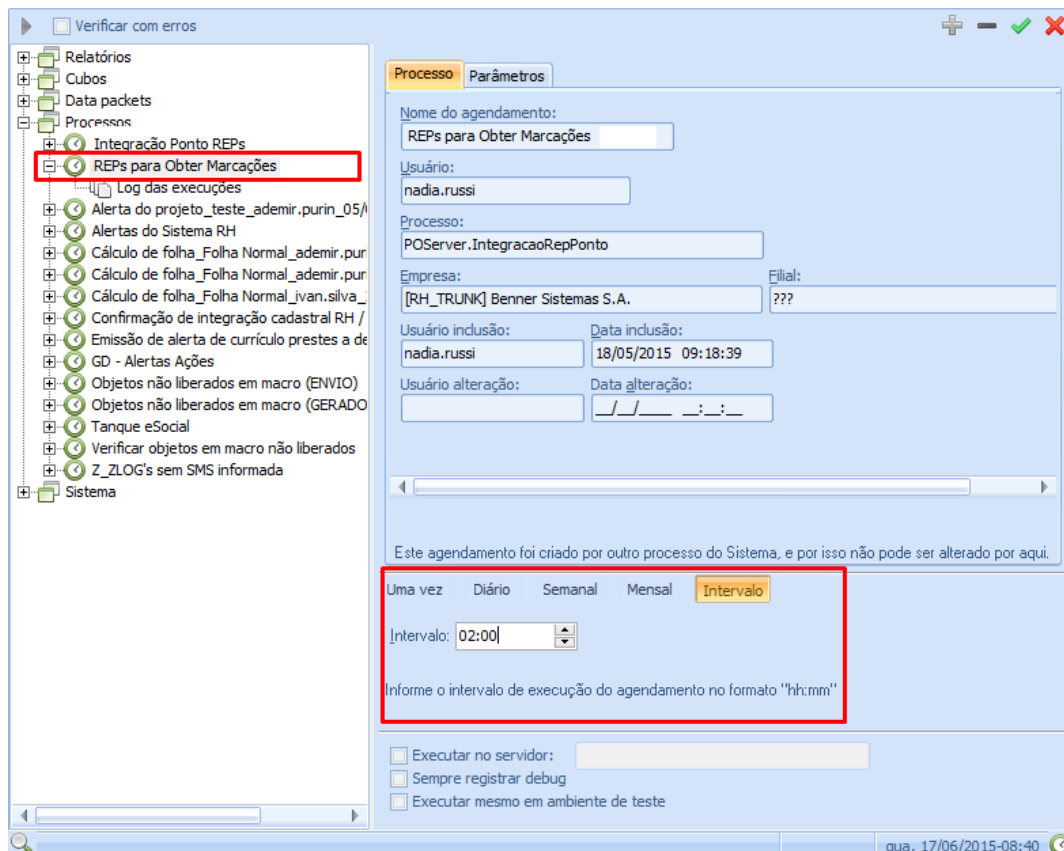 Verificar com erros
Relatórios
Cubos
Data packets
Processos
Integração Ponto REPs
REPs para Obter Marcações
Log das execuções
Alerta do projeto_teste_ademir.purin_05/
Alertas do Sistema RH
Cálculo de folha_Folha Normal_ademir.pur
Cálculo de folha_Folha Normal_ademir.pur
Cálculo de folha_Folha Normal_ivan.silva_
Confirmação de integração cadastral RH /
Emissão de alerta de currículo prestes a de
GD - Alertas Ações
Objetos não liberados em macro (ENVIO)
Objetos não liberados em macro (GERADO
Tanque eSocial
Verificar objetos em macro não liberados
Z_ZLOG's sem SMS informada
Sistema
Processo Parâmetros
Nome do agendamento:
REPs para Obter Marcações
Usuário:
nadia.russi
Processo:
POServer.IntegracaoRepPonto
Empresa: Filial:
[RH_TRUNK] Benner Sistemas S.A. ???
Usuário inclusão: Data inclusão:
nadia.russi 18/05/2015 09:18:39
Usuário alteração: Data alteração:
__/__/____ __:__:__
Este agendamento foi criado por outro processo do Sistema, e por isso não pode ser alterado por aqui.
Uma vez Diário Semanal Mensal Intervalo
Intervalo: 02:00
Informe o intervalo de execução do agendamento no formato "hh:mm"
Executar no servidor:
Sempre registrar debug
Executar mesmo em ambiente de teste
qua, 17/06/2015-08:40